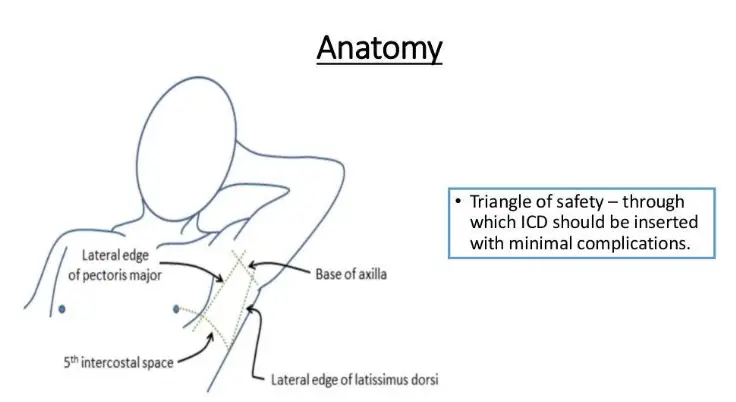 Anatomy
Lateral edge
of pectoris major
Base of axilla
5th intercostal space
Lateral edge of latissimus dorsi
• Triangle of safety – through
which ICD should be inserted
with minimal complications.